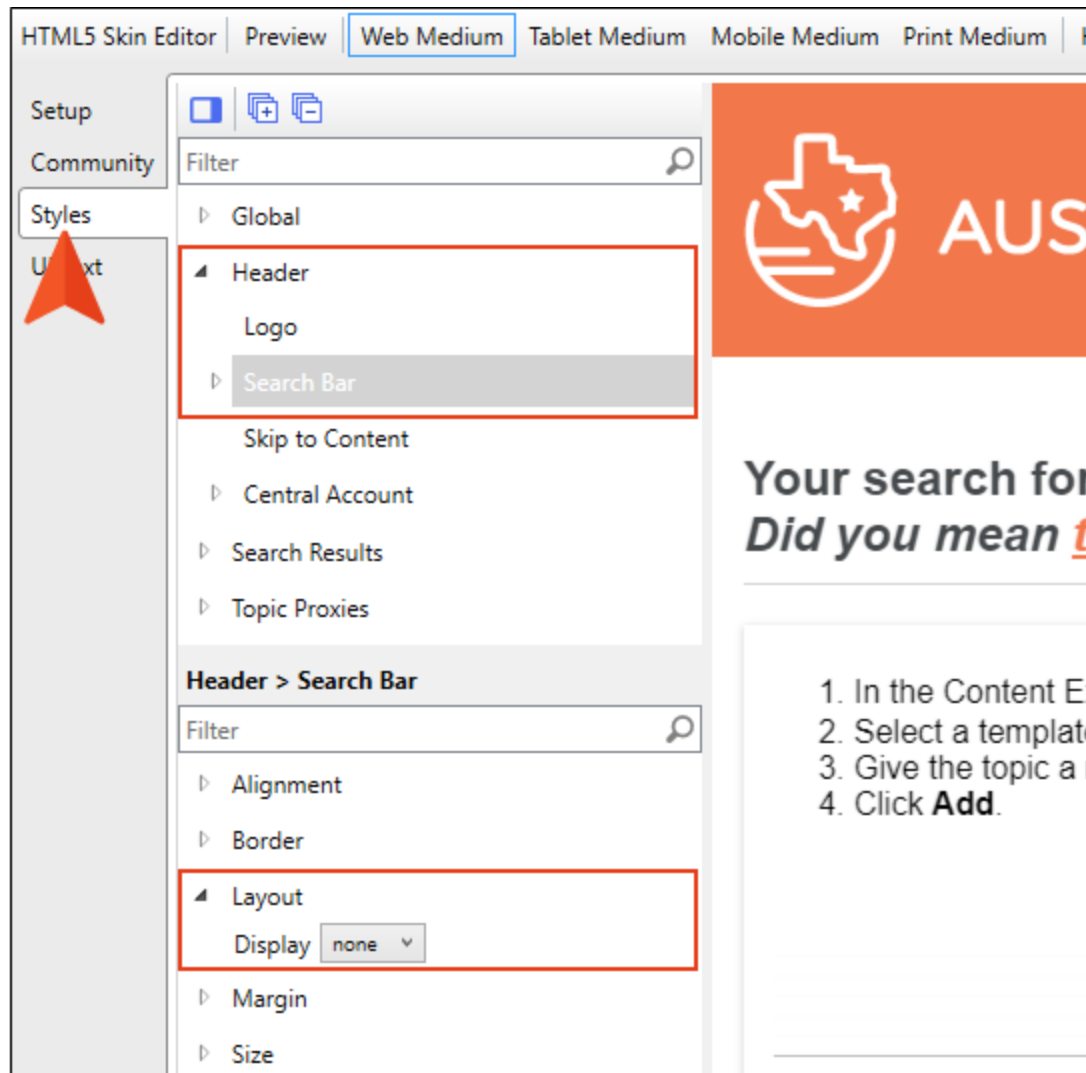 HTML5 Skin Editor Preview Web Medium Tablet Medium Mobile Medium Print Medium
Setup
Community
Styles
Filter
Global
Header
Logo
Search Bar
Skip to Content
Central Account
Search Results
Topic Proxies
Header > Search Bar
Filter
Alignment
Border
Layout
Display none
Margin
Size
AUS
Your search for
Did you mean
1. In the Content
2. Select a
3. Give the topic a
4. Click Add.